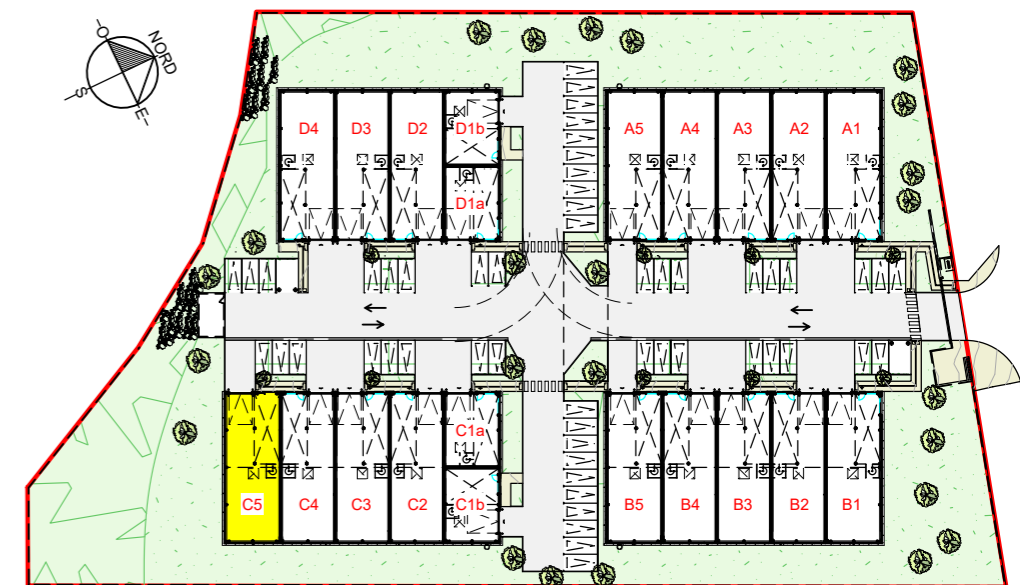 -O-
NORD
-S-
-E-
D4
D3
D2
D1b
A5
A4
A3
A2
A1
D1a
C1a
C5
C4
C3
C2
C1b
B5
B4
B3
B2
B1